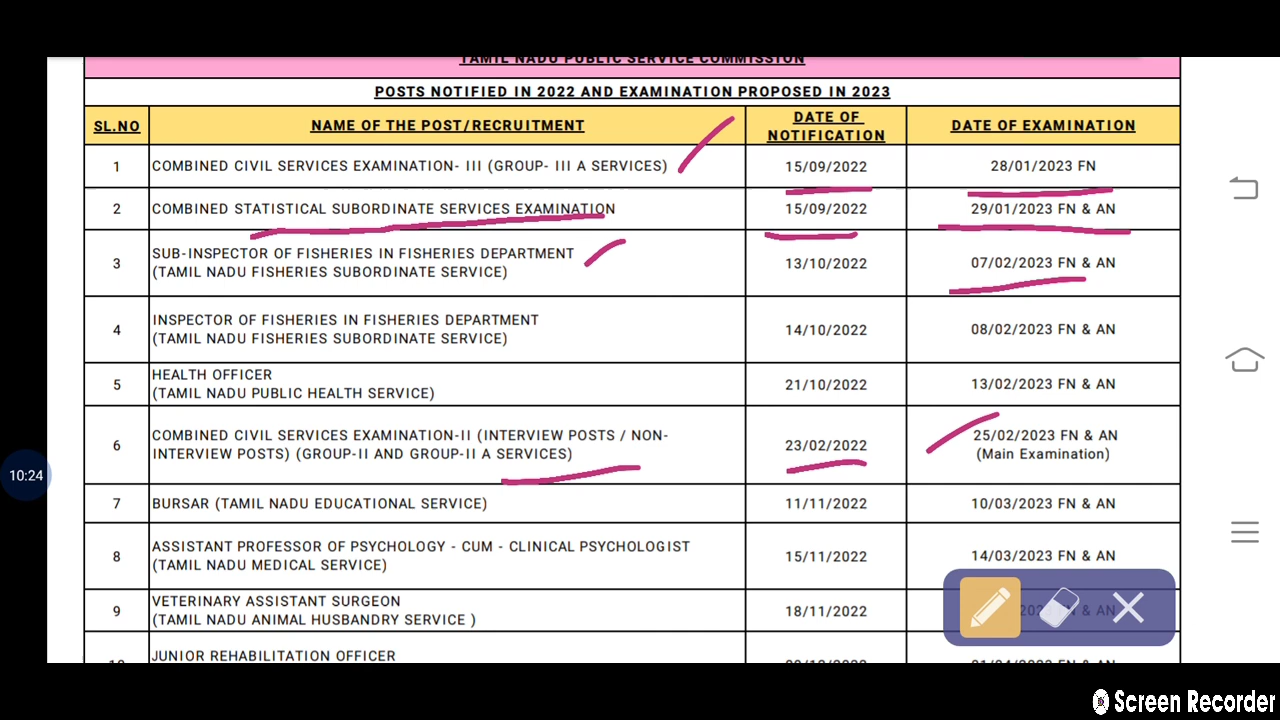 TAMIL NADU PUBLIC SERVICE COMMISSION
POSTS NOTIFIED IN 2022 AND EXAMINATION PROPOSED IN 2023
SL.NO NAME OF THE POST/RECRUITMENT DATE OF NOTIFICATION DATE OF EXAMINATION
1 COMBINED CIVIL SERVICES EXAMINATION- III (GROUP- III A SERVICES) 15/09/2022 28/01/2023 FN
2 COMBINED STATISTICAL SUBORDINATE SERVICES EXAMINATION 15/09/2022 29/01/2023 FN & AN
3 SUB-INSPECTOR OF FISHERIES IN FISHERIES DEPARTMENT
(TAMIL NADU FISHERIES SUBORDINATE SERVICE) 13/10/2022 07/02/2023 FN & AN
4 INSPECTOR OF FISHERIES IN FISHERIES DEPARTMENT
(TAMIL NADU FISHERIES SUBORDINATE SERVICE) 14/10/2022 08/02/2023 FN & AN
5 HEALTH OFFICER
(TAMIL NADU PUBLIC HEALTH SERVICE) 21/10/2022 13/02/2023 FN & AN
6 COMBINED CIVIL SERVICES EXAMINATION-II (INTERVIEW POSTS / NON-
INTERVIEW POSTS) (GROUP-II AND GROUP-II A SERVICES) 23/02/2022 25/02/2023 FN & AN
(Main Examination)
7 BURSAR (TAMIL NADU EDUCATIONAL SERVICE) 11/11/2022 10/03/2023 FN & AN
8 ASSISTANT PROFESSOR OF PSYCHOLOGY - CUM - CLINICAL PSYCHOLOGIST
(TAMIL NADU MEDICAL SERVICE) 15/11/2022 14/03/2023 FN & AN
9 VETERINARY ASSISTANT SURGEON
(TAMIL NADU ANIMAL HUSBANDRY SERVICE ) 18/11/2022 & AN
JUNIOR REHABILITATION OFFICER
10:24
Screen Recorder